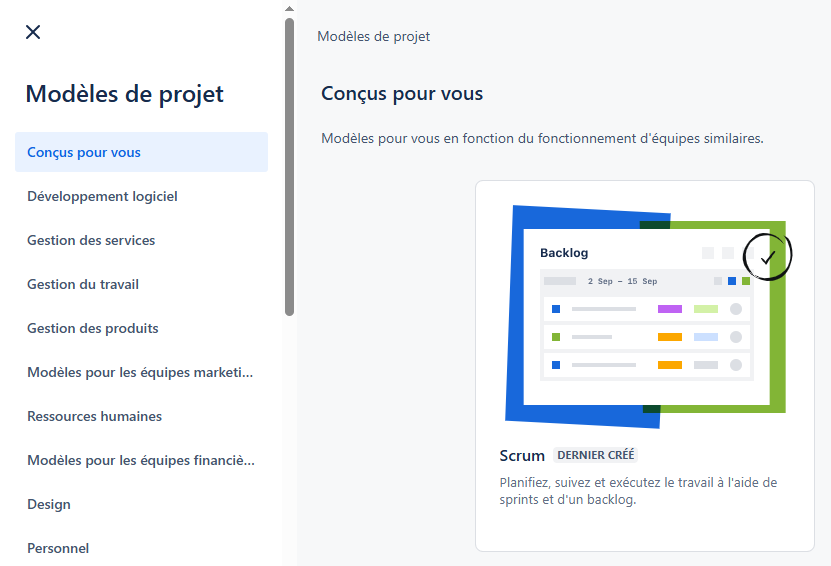 Modèles de projet
Conçus pour vous
Développement logiciel
Gestion des services
Gestion du travail
Gestion des produits
Modèles pour les équipes marketi...
Ressources humaines
Modèles pour les équipes financiè...
Design
Personnel
Modèles de projet
Conçus pour vous
Modèles pour vous en fonction du fonctionnement d'équipes similaires.
Backlog
2 Sep – 15 Sep
Scrum DERNIER CRÉÉ
Planifiez, suivez et exécutez le travail à l'aide de
sprints et d'un backlog.